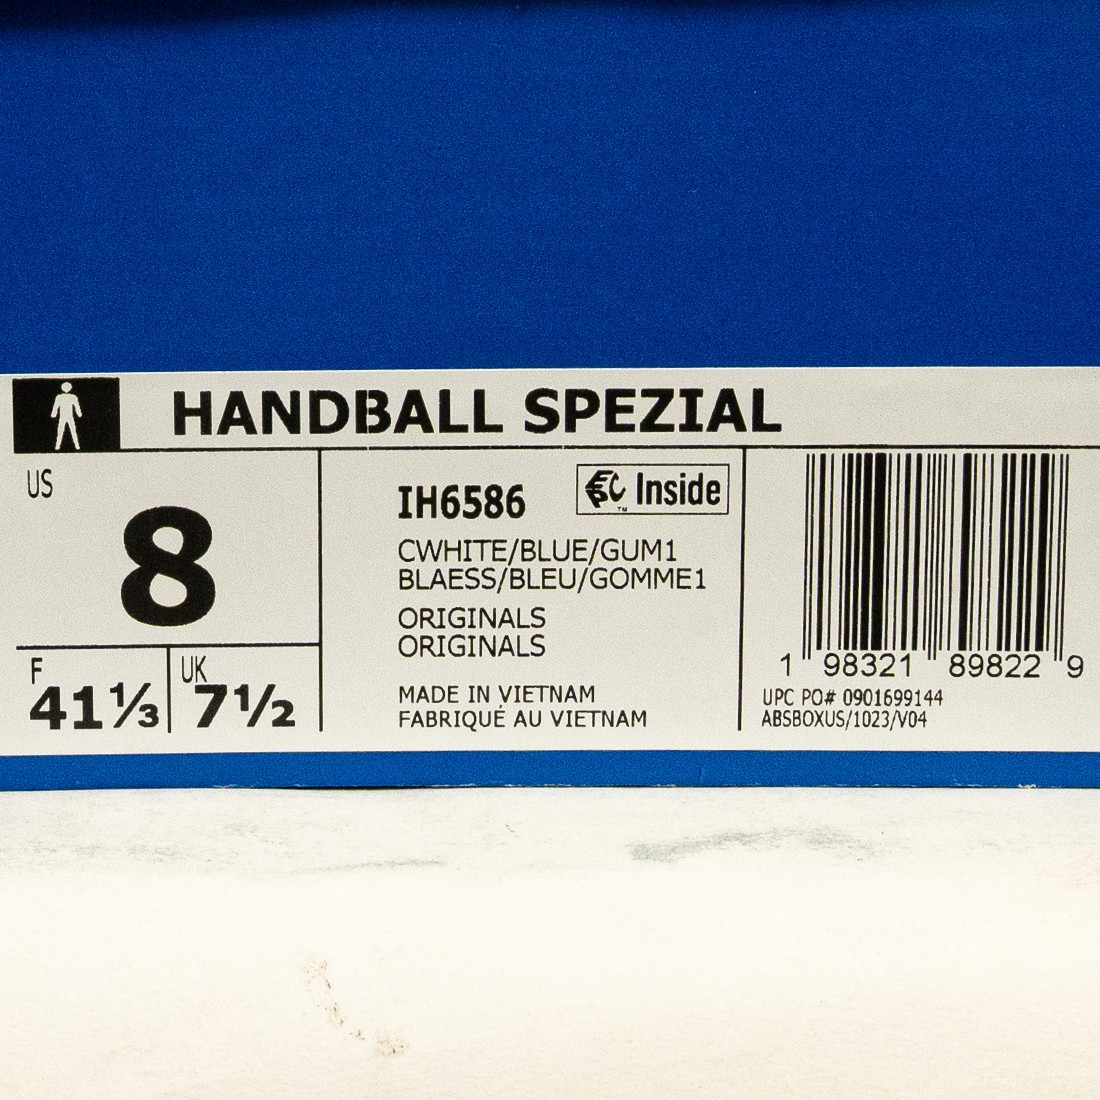 HANDBALL SPEZIAL
US
8
F
41⅓
UK
7½
IH6586
Inside
™
CWHITE/BLUE/GUM1
BLAESS/BLEU/GOMME1
ORIGINALS
ORIGINALS
MADE IN VIETNAM
FABRIQUÉ AU VIETNAM
1 98321 89822 9
UPC PO# 0901699144
ABSBOXUS/1023/V04